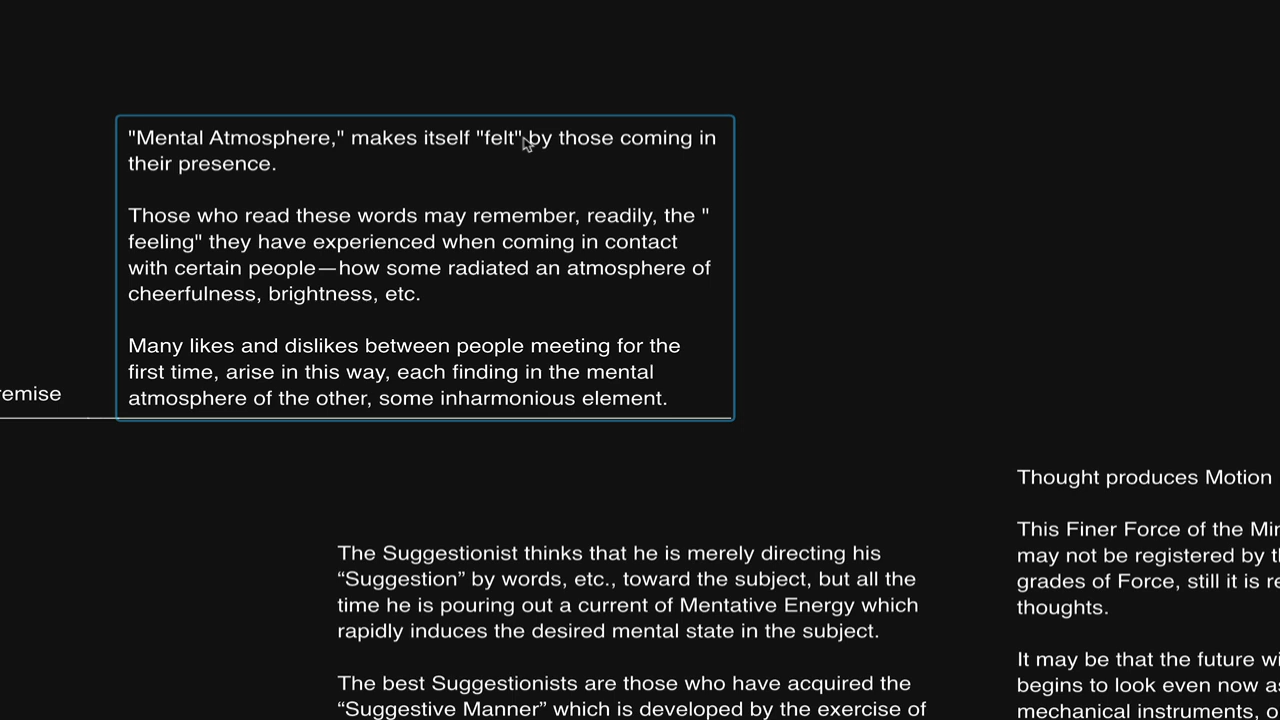 "Mental Atmosphere," makes itself "felt" by those coming in
their presence.
Those who read these words may remember, readily, the "
feeling" they have experienced when coming in contact
with certain people—how some radiated an atmosphere of
cheerfulness, brightness, etc.
Many likes and dislikes between people meeting for the
first time, arise in this way, each finding in the mental
atmosphere of the other, some inharmonious element.
remise
The Suggestionist thinks that he is merely directing his
“Suggestion” by words, etc., toward the subject, but all the
time he is pouring out a current of Mentative Energy which
rapidly induces the desired mental state in the subject.
The best Suggestionists are those who have acquired the
“Suggestive Manner” which is developed by the exercise of
Thought produces Motion
This Finer Force of the
may not be registered by
grades of Force, still it is
thoughts.
It may be that the future
begins to look even now
mechanical instruments,